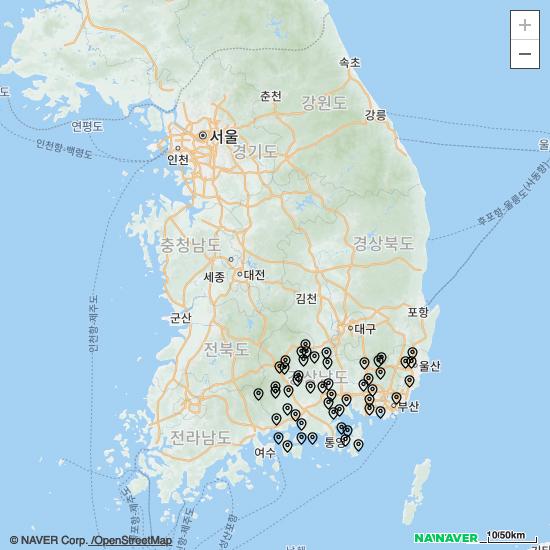 +
−
속초
춘천
강원도
강릉
연평도
서울
인천
경기도
인천항-백령도
울
후포항-울릉도(사동항)
충청남도
경상북도
세종
대전
김천
인천항-제주도
군산
포항
대구
전북도
울산
상남도
부산
전라남도
여수
통영
© NAVER Corp. /OpenStreetMap
NAVER
10/50km